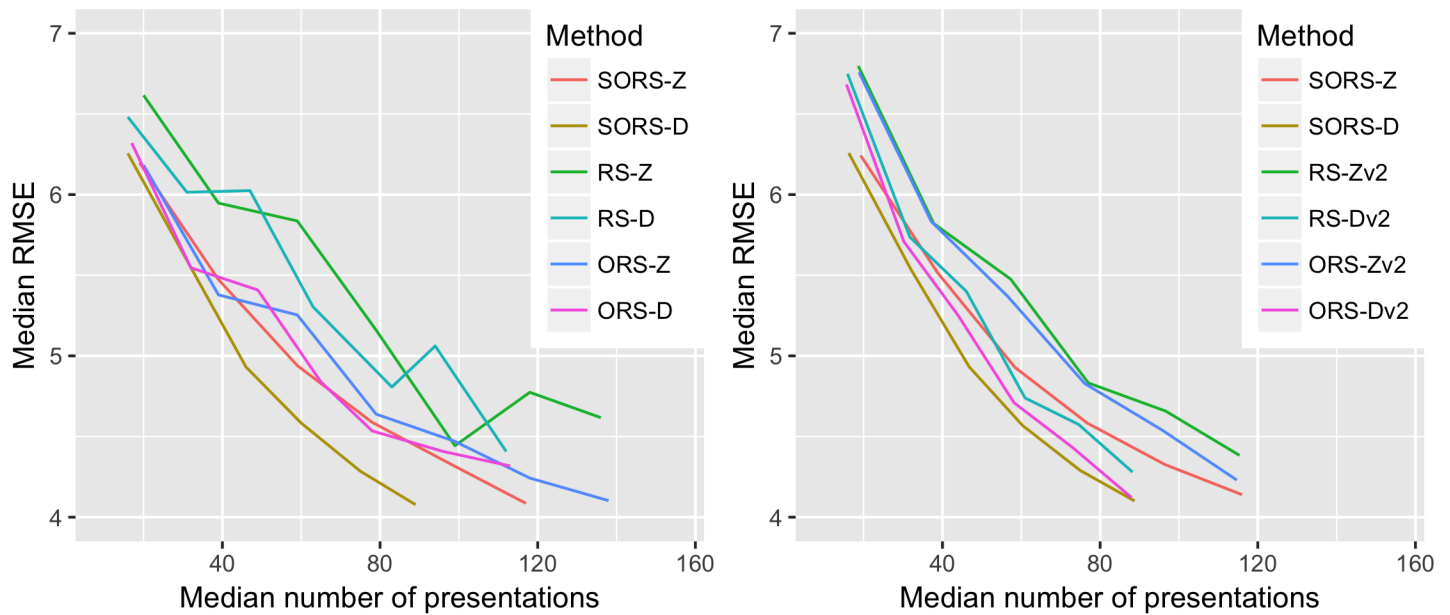 7
6
5
4
Median RMSE
40
80
120
160
Median number of presentations
Method
SORS-Z
SORS-D
RS-Z
RS-D
ORS-Z
ORS-D
7
6
5
4
Median RMSE
40
80
120
160
Median number of presentations
Method
SORS-Z
SORS-D
RS-Zv2
RS-Dv2
ORS-Zv2
ORS-Dv2